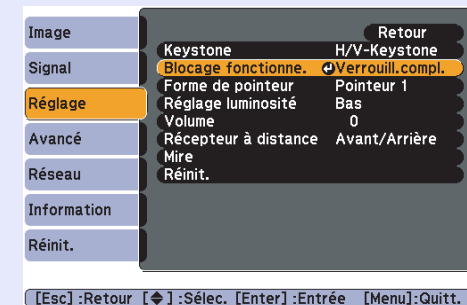 Image
Signal
Réglage
Avancé
Réseau
Information
Réinit.
Retour
Keystone H/V-Keystone
Blocage fonctionne. Verrouill.compl.
Forme de pointeur Pointeur 1
Réglage luminosité Bas
Volume 0
Récepteur à distance Avant/Arrière
Mire
Réinit.
[Esc] :Retour [◆] :Sélec. [Enter] :Entrée [Menu]:Quitt.